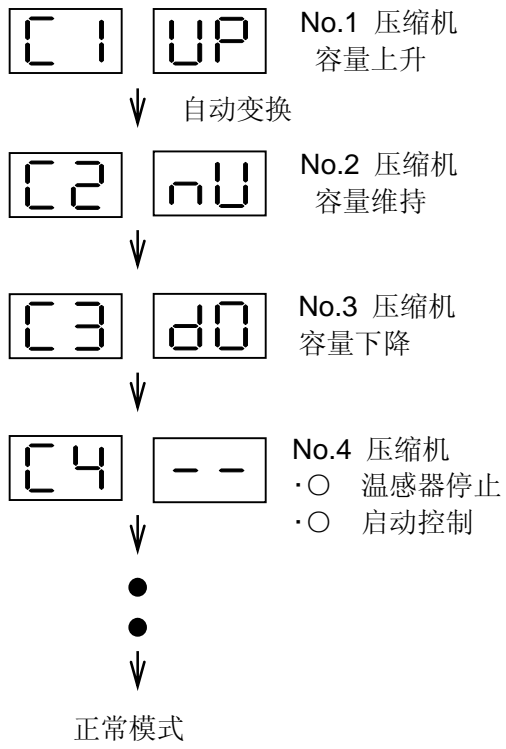 C1 UP No.1 压缩机
容量上升
自动变换
C2 nU No.2 压缩机
容量维持
C3 d0 No.3 压缩机
容量下降
C4 -- No.4 压缩机
·○ 温感器停止
·○ 启动控制
正常模式